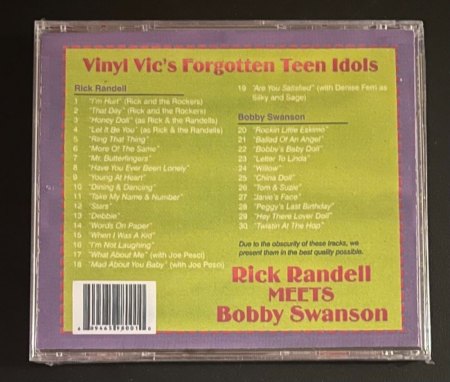 Vinyl Vic's Forgotten Teen Idols
Rick Randell
1 "I'm Hurt" (Rick and the Rockers)
2 "That Day" (Rick and the Rockers)
3 "Honey Doll" (as Rick & the Randells)
4 "Let It Be You" (as Rick & the Randells)
5 "Ring That Thing"
6 "More Of The Same"
7 "Mr. Butterfingers"
8 "Have You Ever Been Lonely"
9 "Young At Heart"
10 "Dining & Dancing"
11 "Take My Name & Number"
12 "Stars"
13 "Debbie"
14 "Words On Paper"
15 "When I Was A Kid"
16 "I'm Not Laughing"
17 "What About Me" (with Joe Pesci)
18 "Mad About You Baby" (with Joe Pesci)
19 "Are You Satisfied" (with Denise Ferri as
Silky and Sage)
Bobby Swanson
20 "Rockin Little Eskimo"
21 "Ballad Of An Angel"
22 "Bobby's Baby Doll"
23 "Letter To Linda"
24 "Willow"
25 "China Doll"
26 "Tom & Suzie"
27 "Janie's Face"
28 "Peggy's Last Birthday"
29 "Hey There Lover Doll"
30 "Twistin At The Hop"
Due to the obscurity of these tracks, we
present them in the best quality possible.
Rick Randell
MEETS
Bobby Swanson